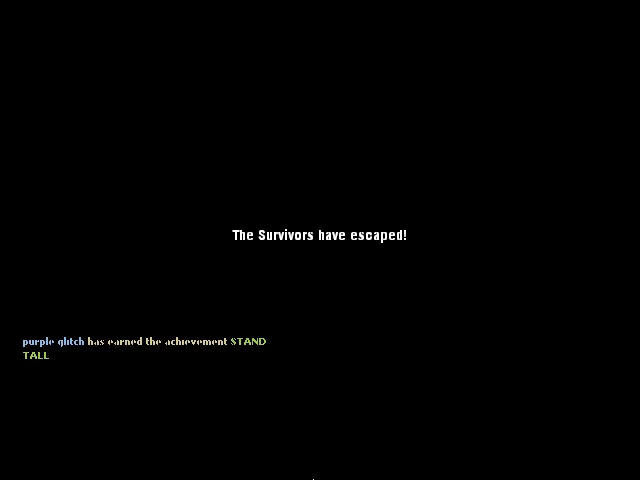 The Survivors have escaped!
purple glitch has earned the achievement STAND
TALL